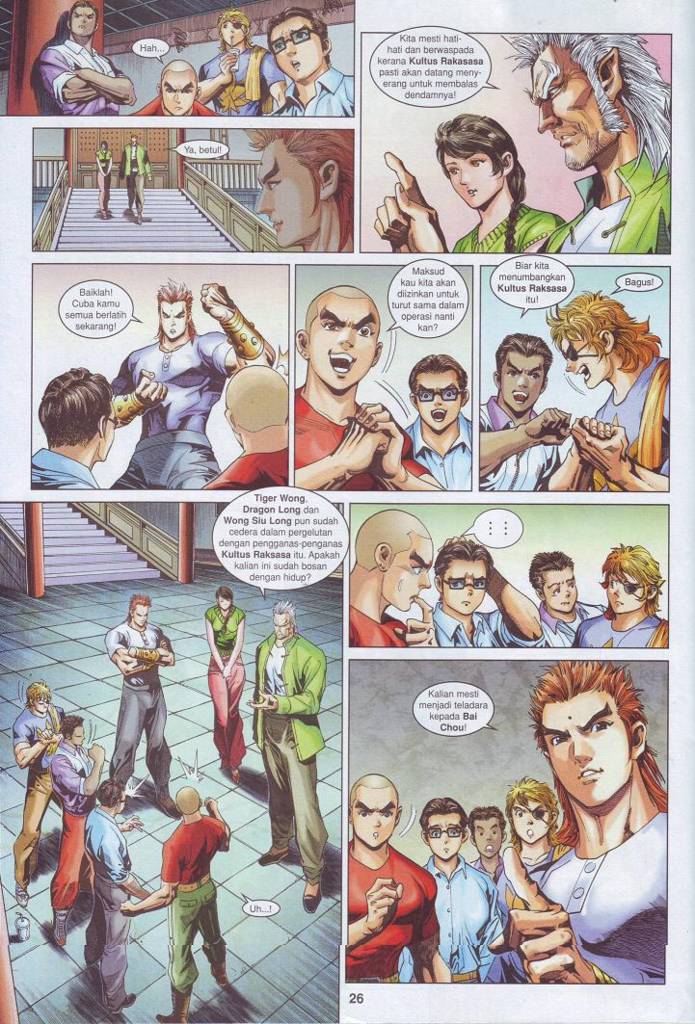 Hah...
Kita mesti hati-
hati dan berwaspada
kerana Kultus Rakasasa
pasti akan datang meny-
erang untuk membalas
dendamnya!
Ya, betul!
Baiklah!
Cuba kamu
semua berlatih
sekarang!
Maksud
kau kita akan
diizinkan untuk
turut sama dalam
operasi nanti
kan?
Biar kita
menumbangkan
Kultus Raksasa
itu!
Bagus!
Tiger Wong,
Dragon Long dan
Wong Siu Long pun sudah
cedera dalam pergelutan
dengan pengganas-penganas
Kultus Raksasa itu. Apakah
kalian ini sudah bosan
dengan hidup?
Uh...!
: :
Kalian mesti
menjadi teladara
kepada Bai
Chou!
26